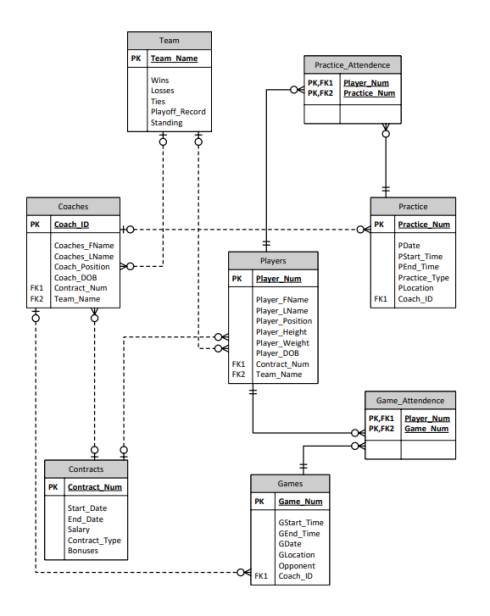 Team
PK Team_Name
Wins
Losses
Ties
Playoff_Record
Standing
Practice_Attendence
PK,FK1 Player_Num
PK,FK2 Practice_Num
Coaches
PK Coach_ID
Coaches_FName
Coaches_LName
Coach_Position
Coach_DOB
FK1 Contract_Num
FK2 Team_Name
Practice
PK Practice_Num
PDate
PStart_Time
PEnd_Time
Practice_Type
PLocation
FK1 Coach_ID
Players
PK Player_Num
Player_FName
Player_LName
Player_Position
Player_Height
Player_Weight
Player_DOB
FK1 Contract_Num
FK2 Team_Name
Game_Attendence
PK,FK1 Player_Num
PK,FK2 Game_Num
Contracts
PK Contract_Num
Start_Date
End_Date
Salary
Contract_Type
Bonuses
Games
PK Game_Num
GStart_Time
GEnd_Time
GDate
GLocation
Opponent
FK1 Coach_ID